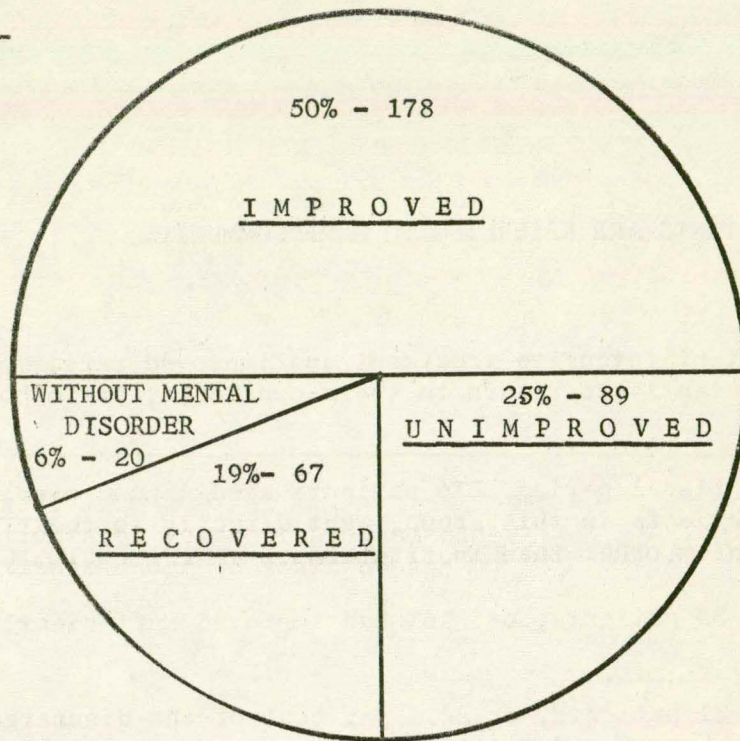 50% - 178
I M P R O V E D
WITHOUT MENTAL
DISORDER
6% - 20
19%- 67
R E C O V E R E D
25% - 89
U N I M P R O V E D